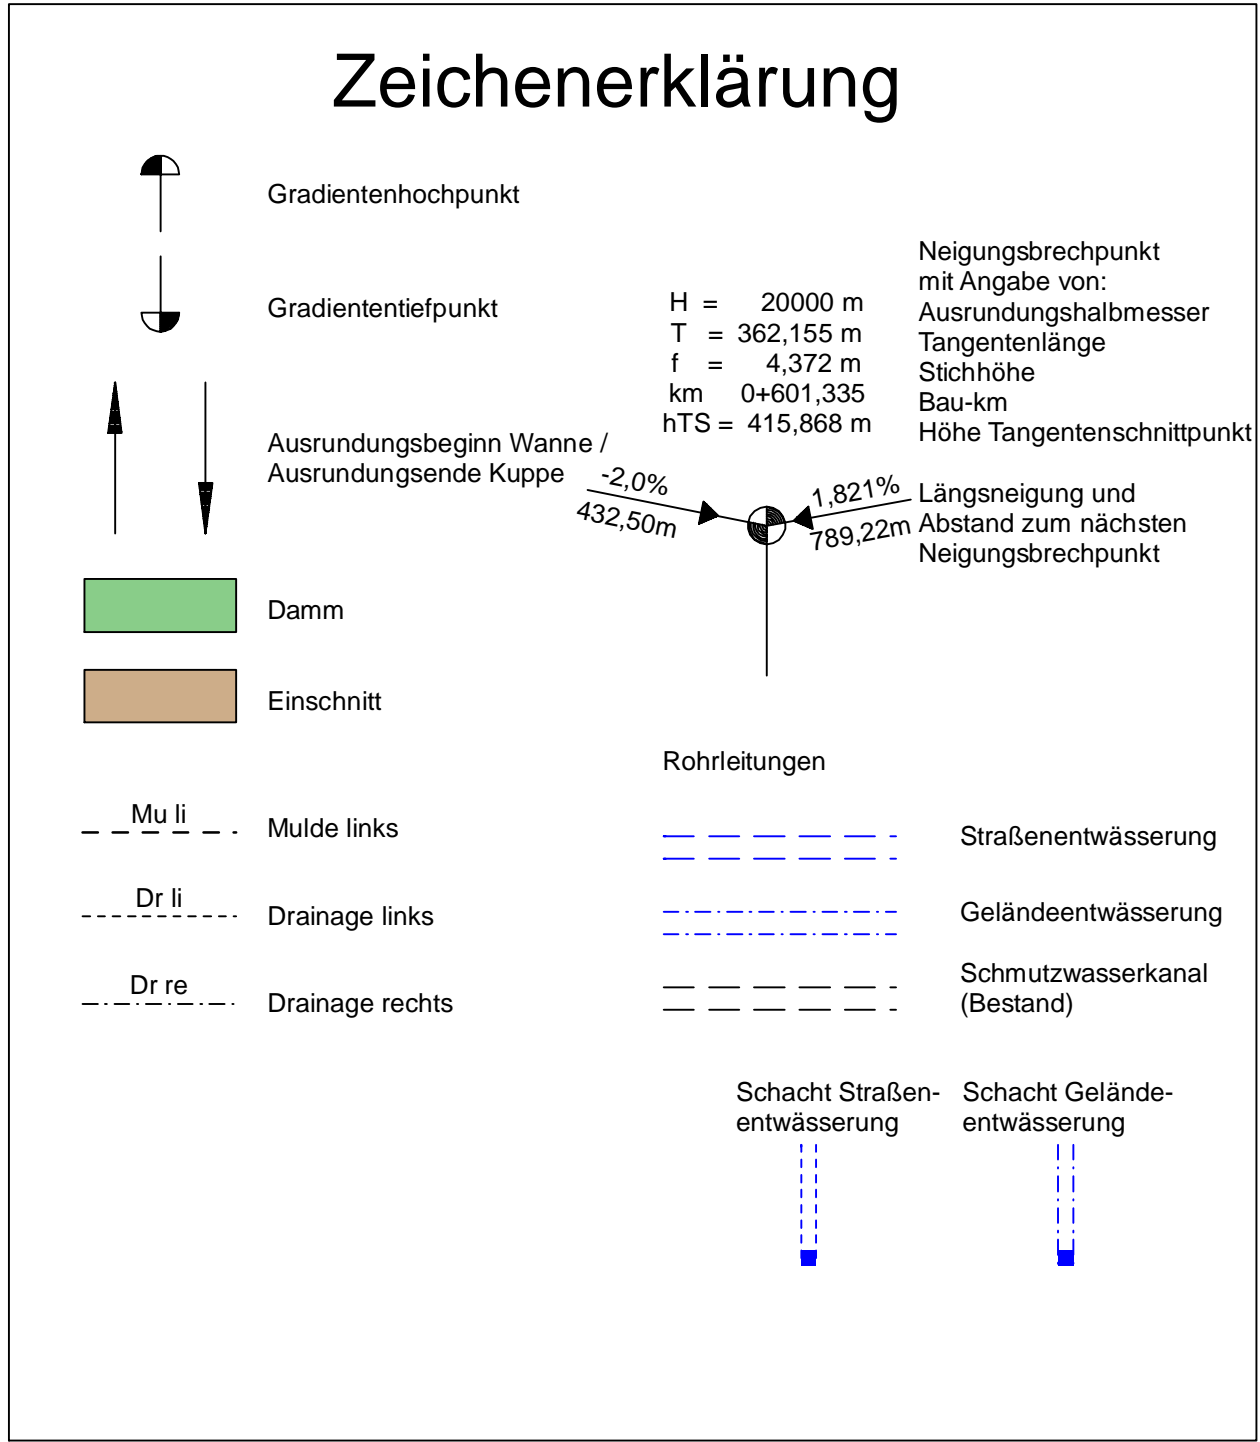 Zeichenerklärung
Gradientenhochpunkt
Gradiententiefpunkt
Ausrundungsbeginn Wanne /
Ausrundungsende Kuppe
Damm
Einschnitt
Mu li
Mulde links
Dr li
Drainage links
Dr re
Drainage rechts
H = 20000 m
T = 362,155 m
f = 4,372 m
km 0+601,335
hTS = 415,868 m
Neigungsbrechpunkt
mit Angabe von:
Ausrundungshalbmesser
Tangentenlänge
Stichhöhe
Bau-km
Höhe Tangentenschnittpunkt
-2,0%
432,50m
1,821%
789,22m
Längsneigung und
Abstand zum nächsten
Neigungsbrechpunkt
Rohrleitungen
Straßenentwässerung
Geländeentwässerung
Schmutzwasserkanal
(Bestand)
Schacht Straßen-
entwässerung
Schacht Gelände-
entwässerung